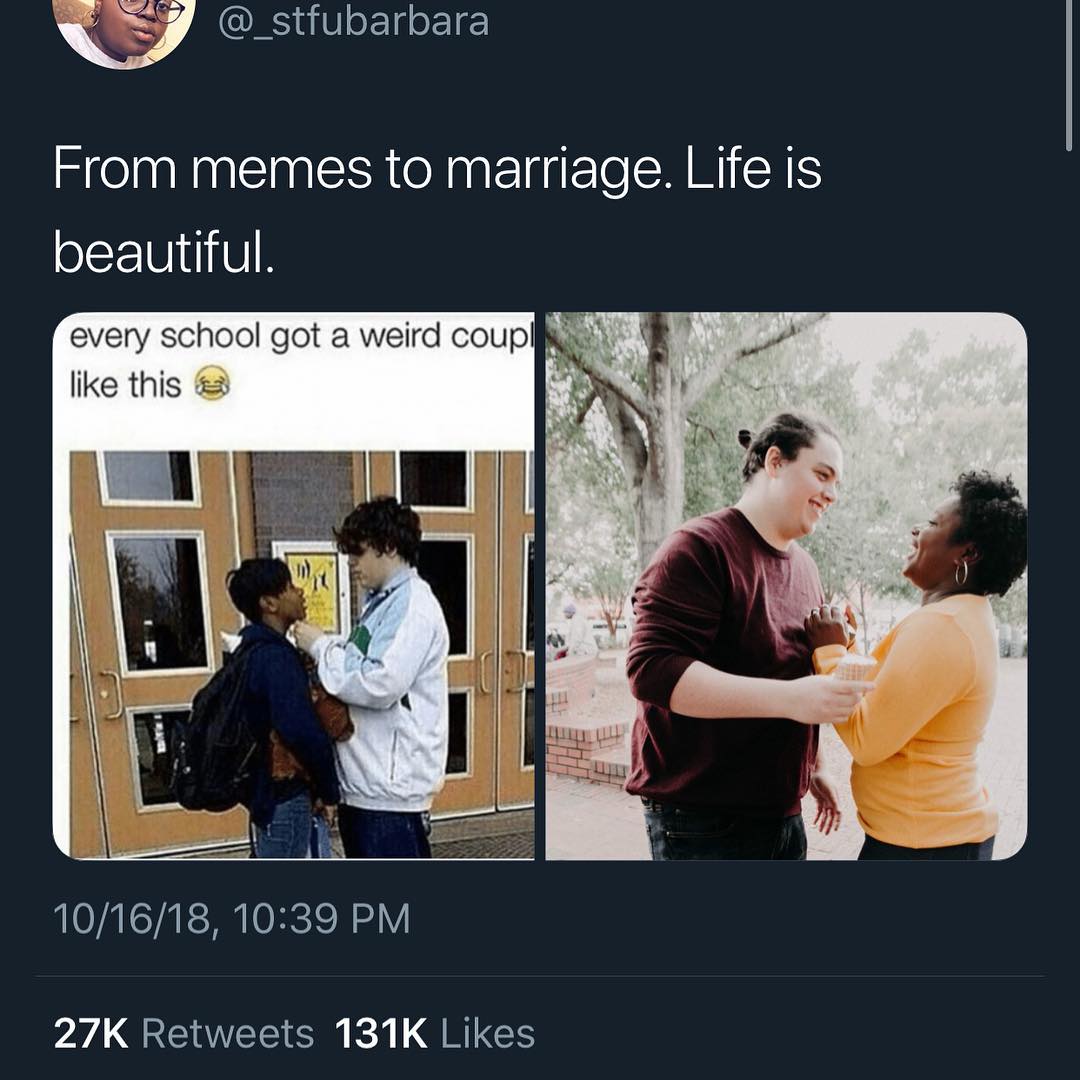 @_stfubarbara
From memes to marriage. Life is
beautiful.
every school got a weird coupl
like this 😂
10/16/18, 10:39 PM
27K Retweets 131K Likes